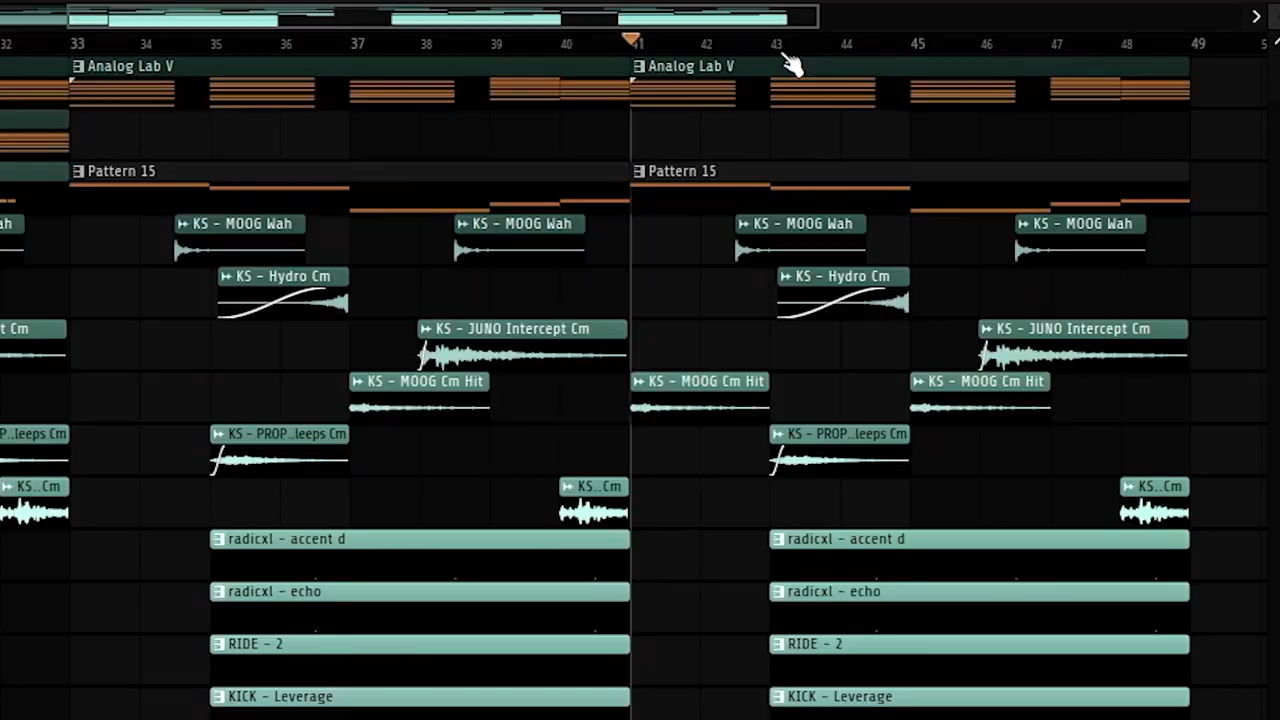 32 33 34 35 36 37 38 39 40 41 42 43 44 45 46 47 48 49 5
Analog Lab V Analog Lab V
Pattern 15 Pattern 15
ah KS - MOOG Wah KS - MOOG Wah KS - MOOG Wah KS - MOOG Wah
KS - Hydro Cm KS - Hydro Cm
t Cm KS - JUNO Intercept Cm KS - JUNO Intercept Cm
KS - MOOG Cm Hit KS - MOOG Cm Hit KS - MOOG Cm Hit
P..leeps Cm KS - PROP..leeps Cm KS - PROP..leeps Cm
KS..Cm KS..Cm KS..Cm
radicxl - accent d radicxl - accent d
radicxl - echo radicxl - echo
RIDE - 2 RIDE - 2
KICK - Leverage KICK - Leverage